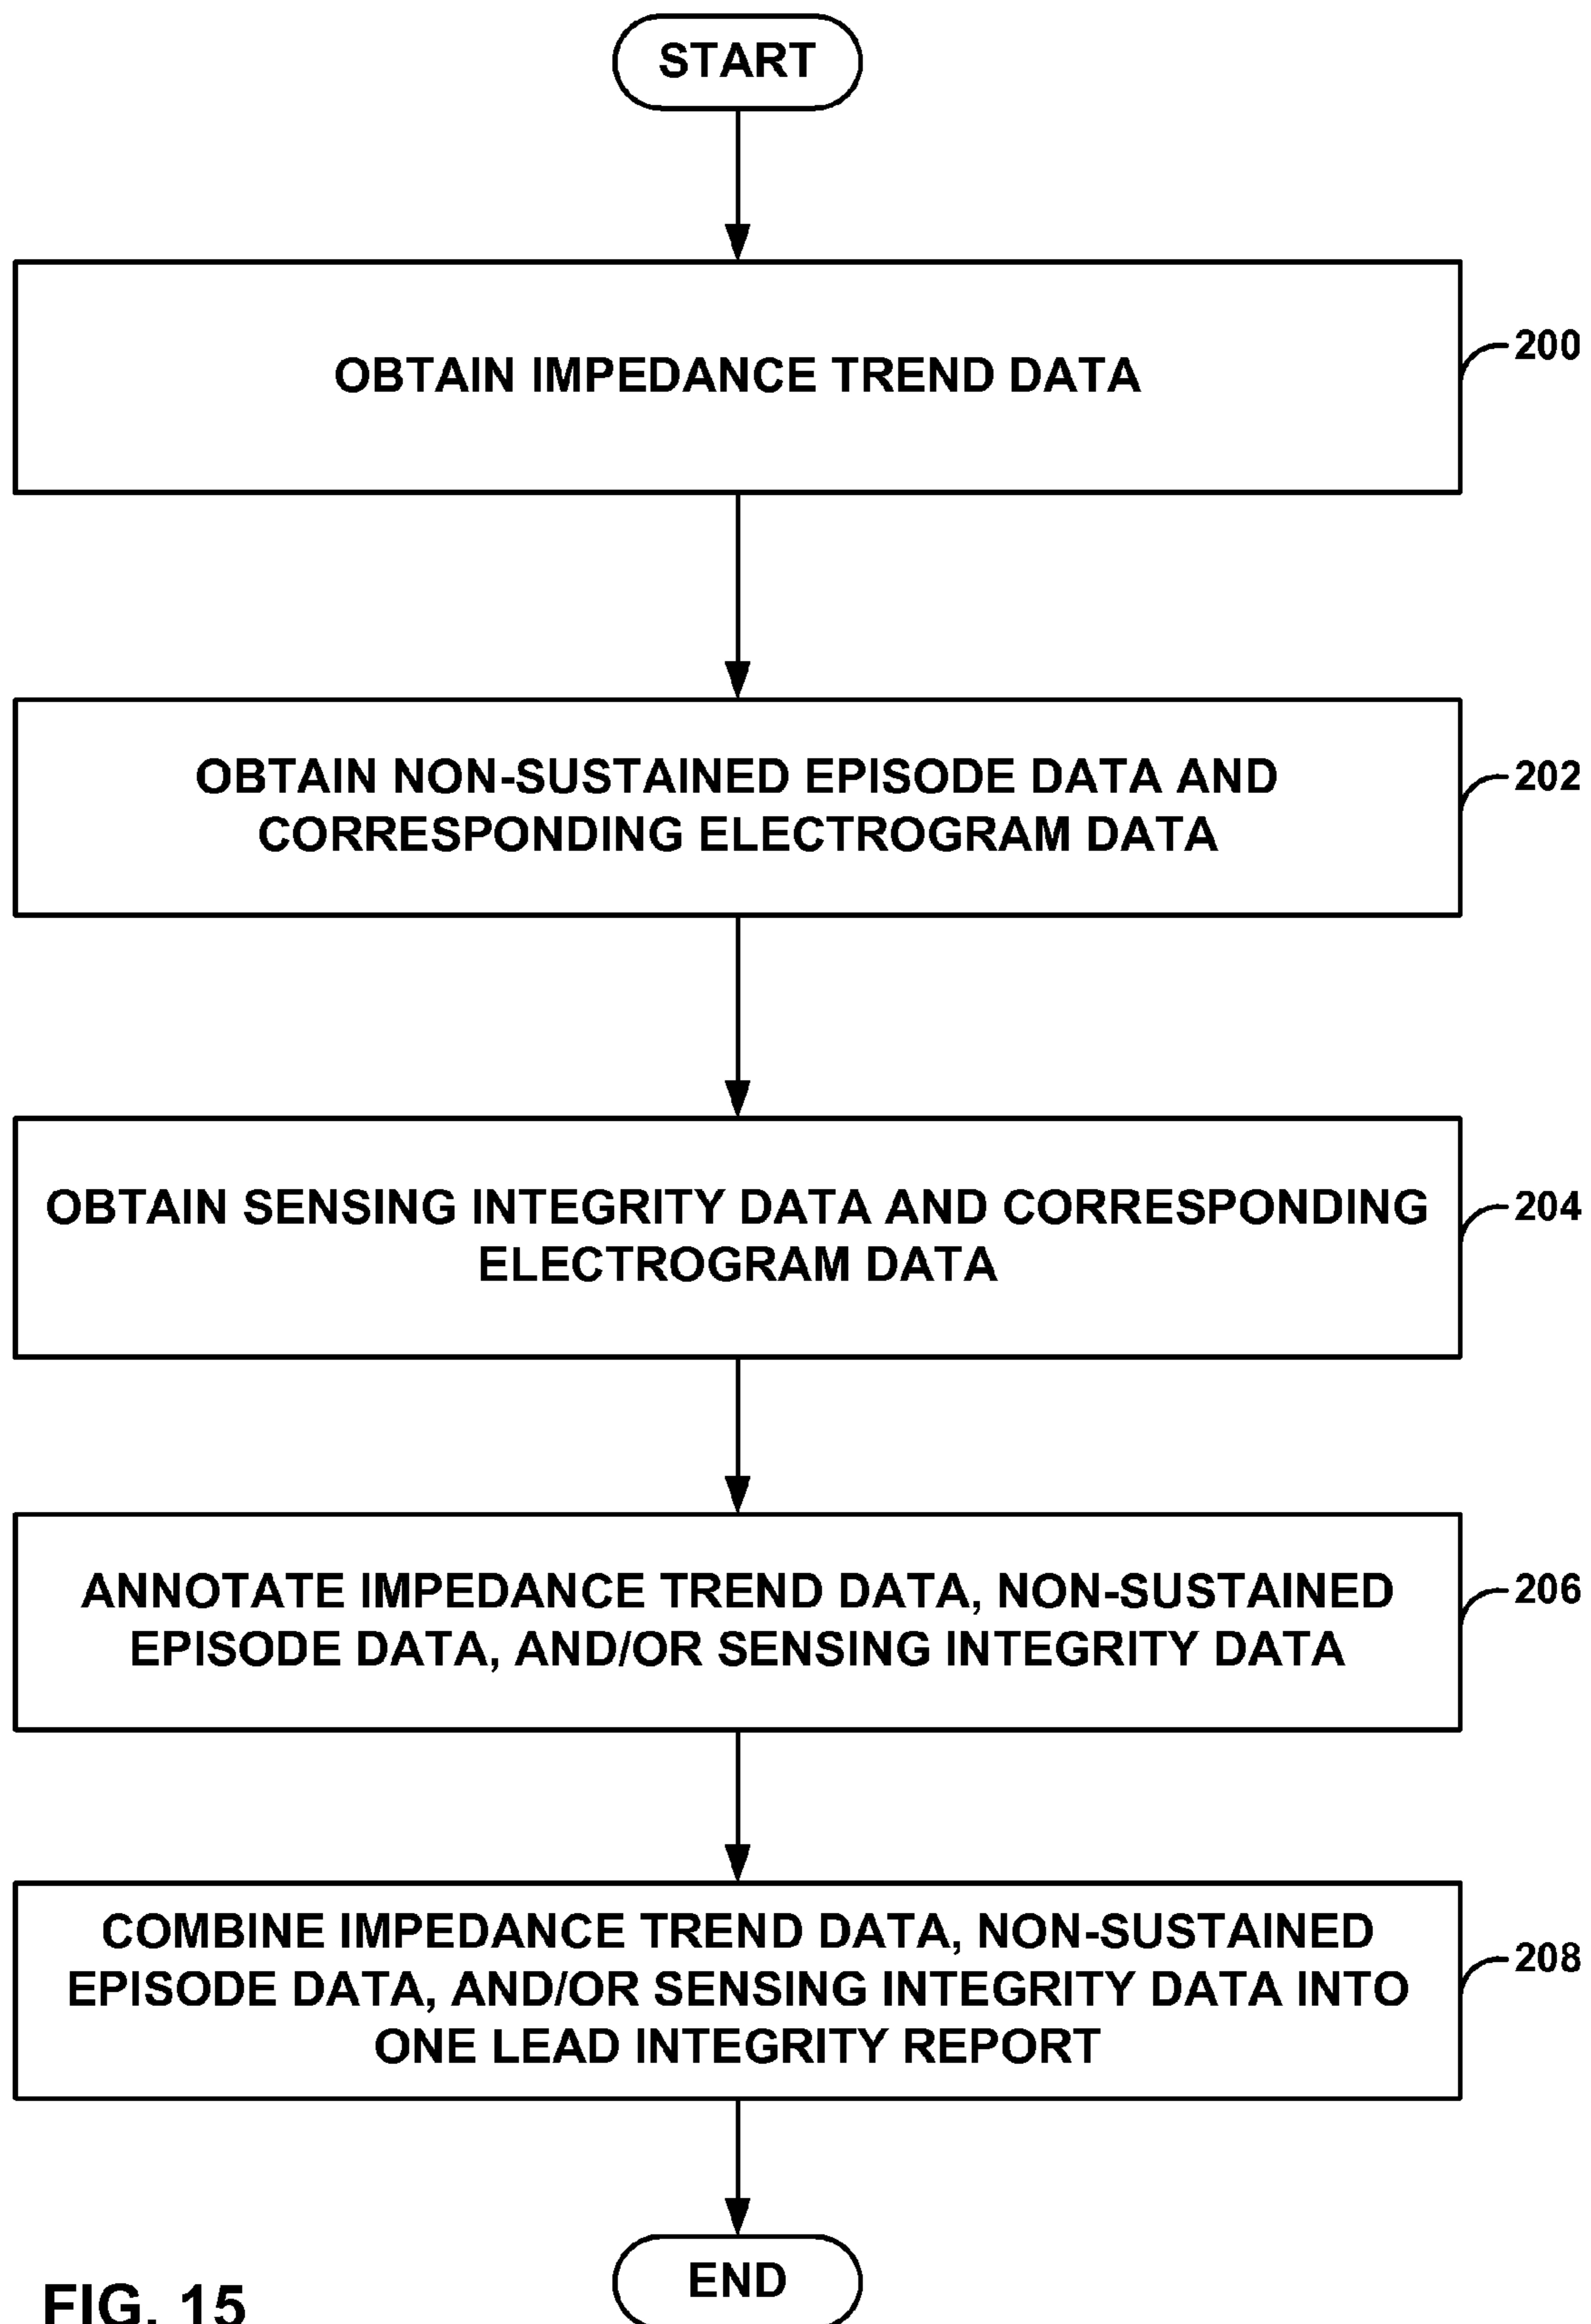 START
OBTAIN IMPEDANCE TREND DATA
200
OBTAIN NON-SUSTAINED EPISODE DATA AND
CORRESPONDING ELECTROGRAM DATA
202
OBTAIN SENSING INTEGRITY DATA AND CORRESPONDING
ELECTROGRAM DATA
204
ANNOTATE IMPEDANCE TREND DATA, NON-SUSTAINED
EPISODE DATA, AND/OR SENSING INTEGRITY DATA
206
COMBINE IMPEDANCE TREND DATA, NON-SUSTAINED
EPISODE DATA, AND/OR SENSING INTEGRITY DATA INTO
ONE LEAD INTEGRITY REPORT
208
END
FIG. 15